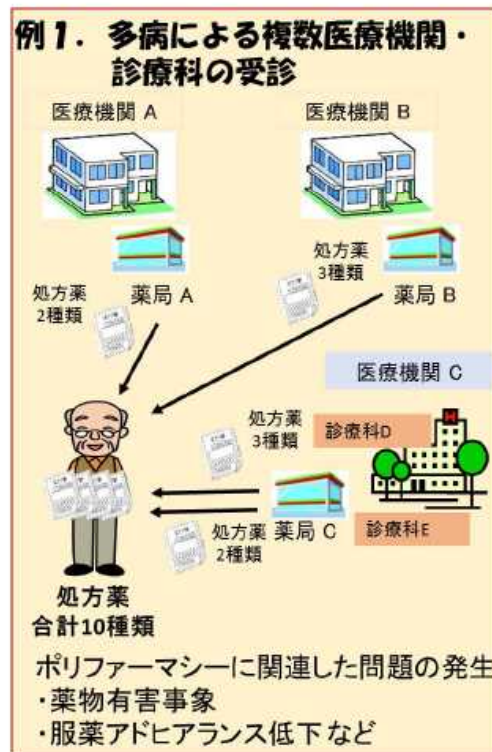 例1．多病による複数医療機関・
診療科の受診
医療機関 A
医療機関 B
処方薬
2種類
薬局 A
処方薬
3種類
薬局 B
医療機関 C
処方薬
3種類
診療科D
H
薬局 C
診療科E
処方薬
2種類
処方薬
合計10種類
ポリファーマシーに関連した問題の発生
・薬物有害事象
・服薬アドヒアランス低下など